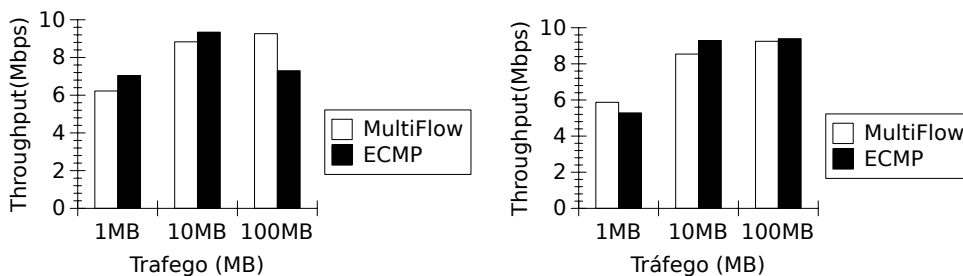 Throughput(Mbps)
10
8
6
4
2
0
1MB 10MB 100MB
Trafego (MB)
MultiFlow
ECMP
Throughput(Mbps)
10
8
6
4
2
0
1MB 10MB 100MB
Tráfego (MB)
MultiFlow
ECMP